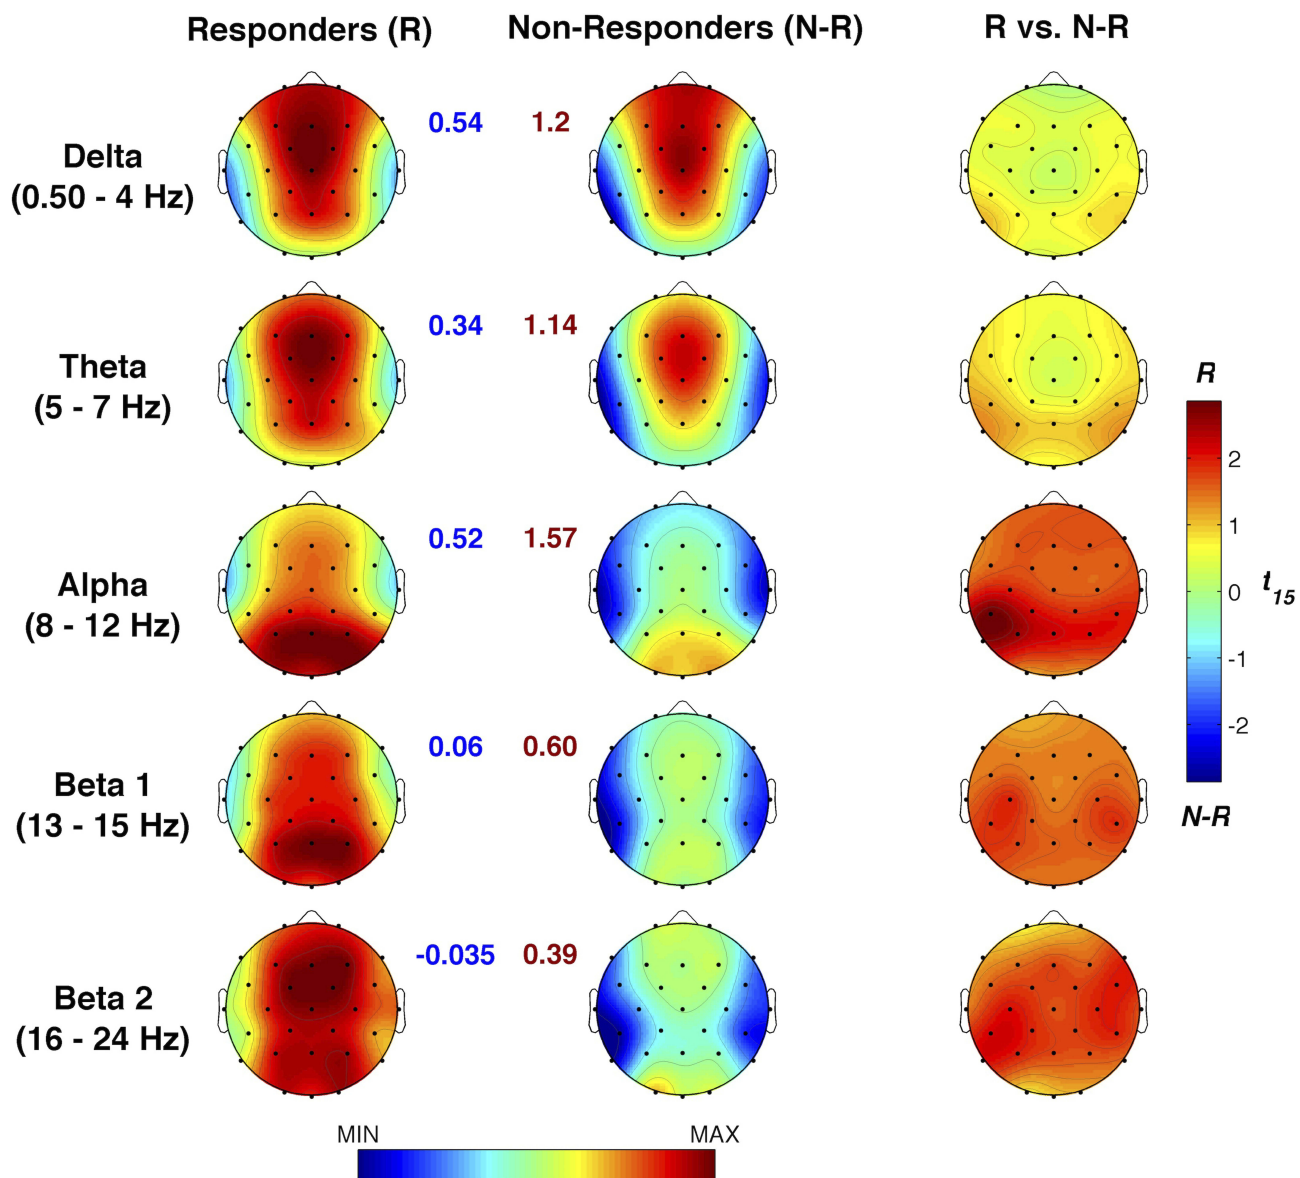 Responders (R) Non-Responders (N-R) R vs. N-R
0.54 1.2
Delta
(0.50 - 4 Hz)
0.34 1.14
Theta
(5 - 7 Hz)
0.52 1.57
Alpha
(8 - 12 Hz)
0.06 0.60
Beta 1
(13 - 15 Hz)
-0.035 0.39
Beta 2
(16 - 24 Hz)
R
2
1
0
-1
-2
t15
N-R
MIN MAX